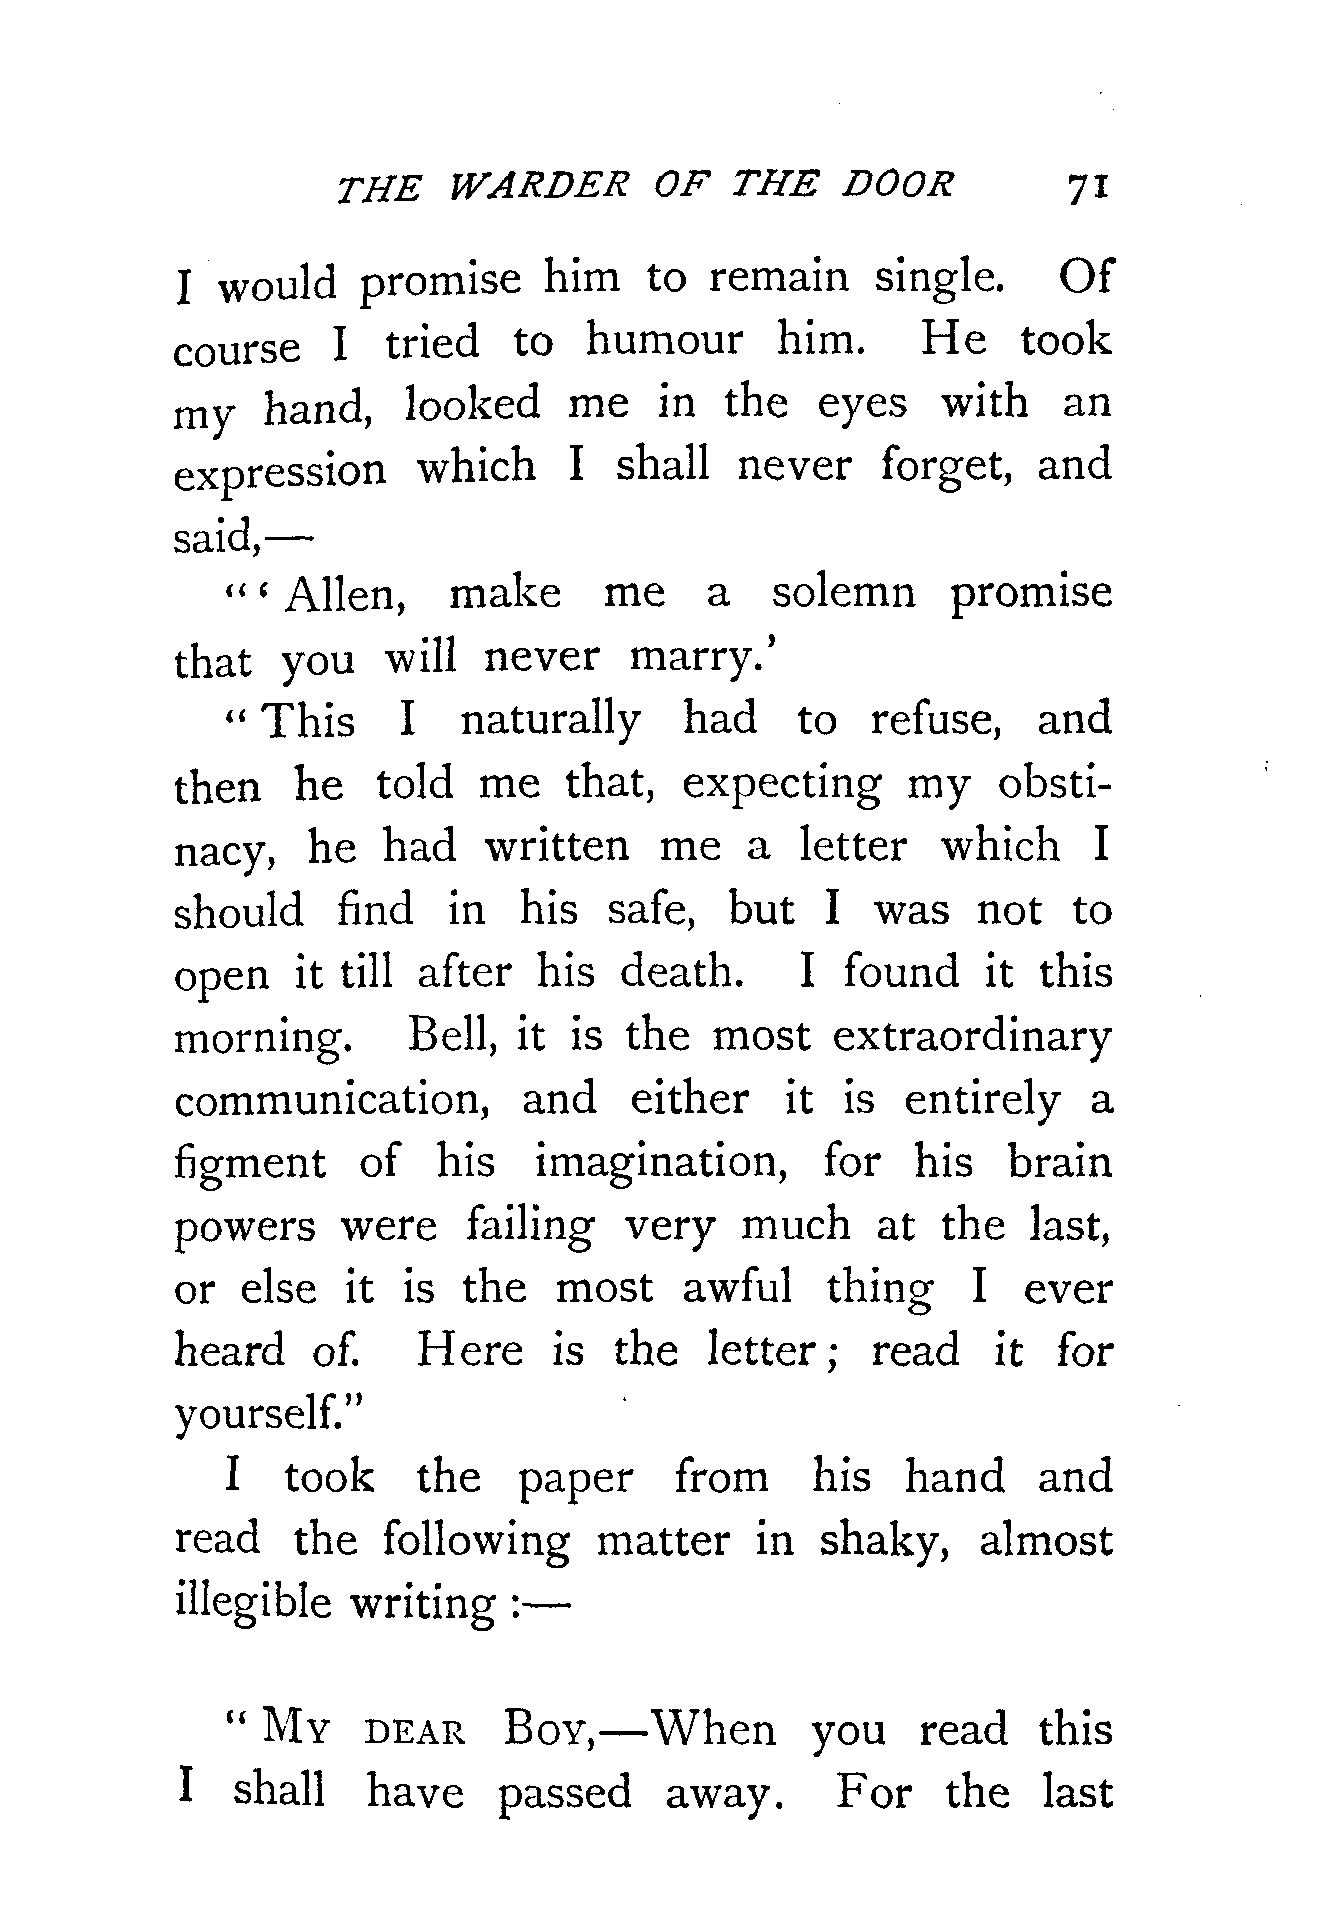 THE WARDER OF THE DOOR 71
I would promise him to remain single. Of
course I tried to humour him. He took
my hand, looked me in the eyes with an
expression which I shall never forget, and
said,—
"' Allen, make me a solemn promise
that you will never marry.'
" This I naturally had to refuse, and
then he told me that, expecting my obsti-
nacy, he had written me a letter which I
should find in his safe, but I was not to
open it till after his death. I found it this
morning. Bell, it is the most extraordinary
communication, and either it is entirely a
figment of his imagination, for his brain
powers were failing very much at the last,
or else it is the most awful thing I ever
heard of. Here is the letter; read it for
yourself."
I took the paper from his hand and
read the following matter in shaky, almost
illegible writing :—
" MY DEAR BOY,—When you read this
I shall have passed away. For the last